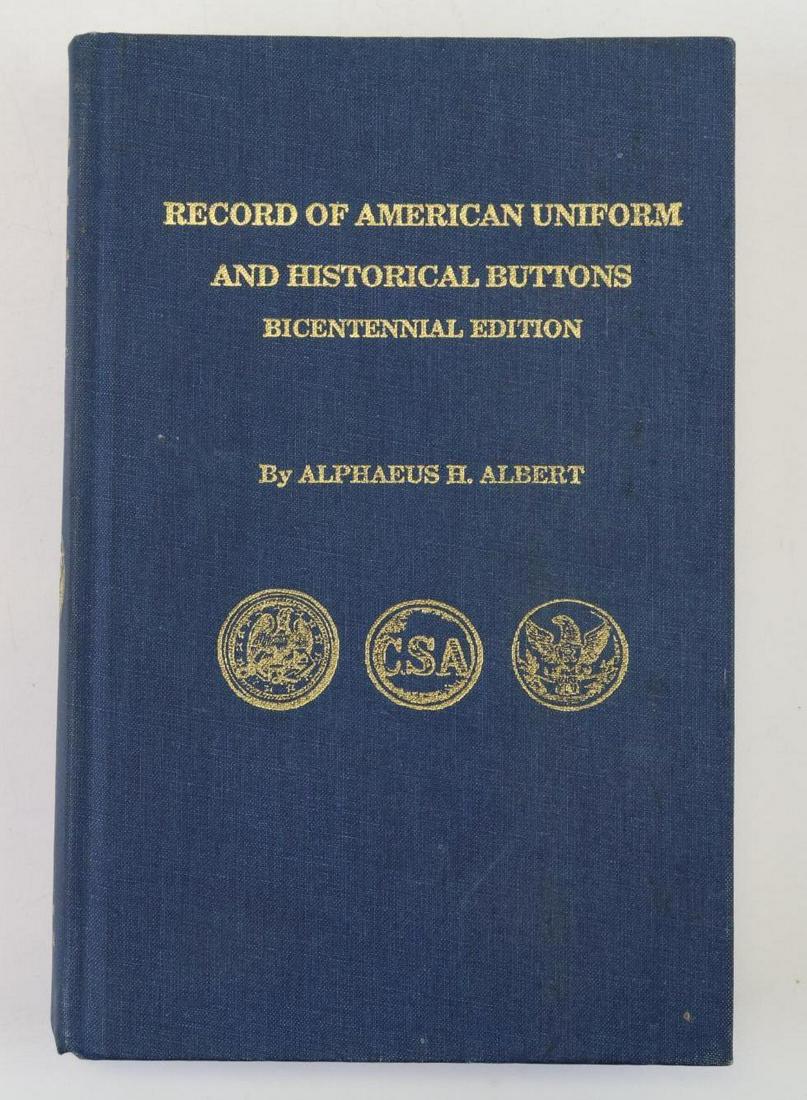 RECORD OF AMERICAN UNIFORM
AND HISTORICAL BUTTONS
BICENTENNIAL EDITION
By ALPHAEUS H. ALBERT
CSA